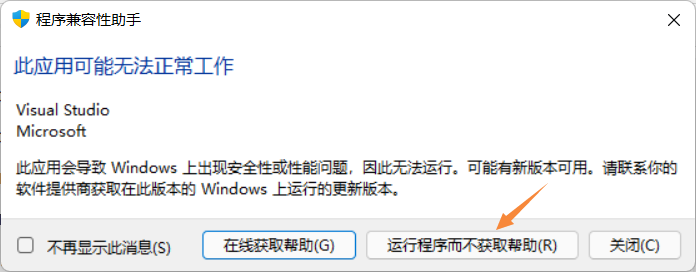 程序兼容性助手
此应用可能无法正常工作
Visual Studio
Microsoft
此应用会导致 Windows 上出现安全性或性能问题，因此无法运行。可能有新版本可用。请联系你的
软件提供商获取在此版本的 Windows 上运行的更新版本。
不再显示此消息(S)
在线获取帮助(G)
运行程序而不获取帮助(R)
关闭(C)